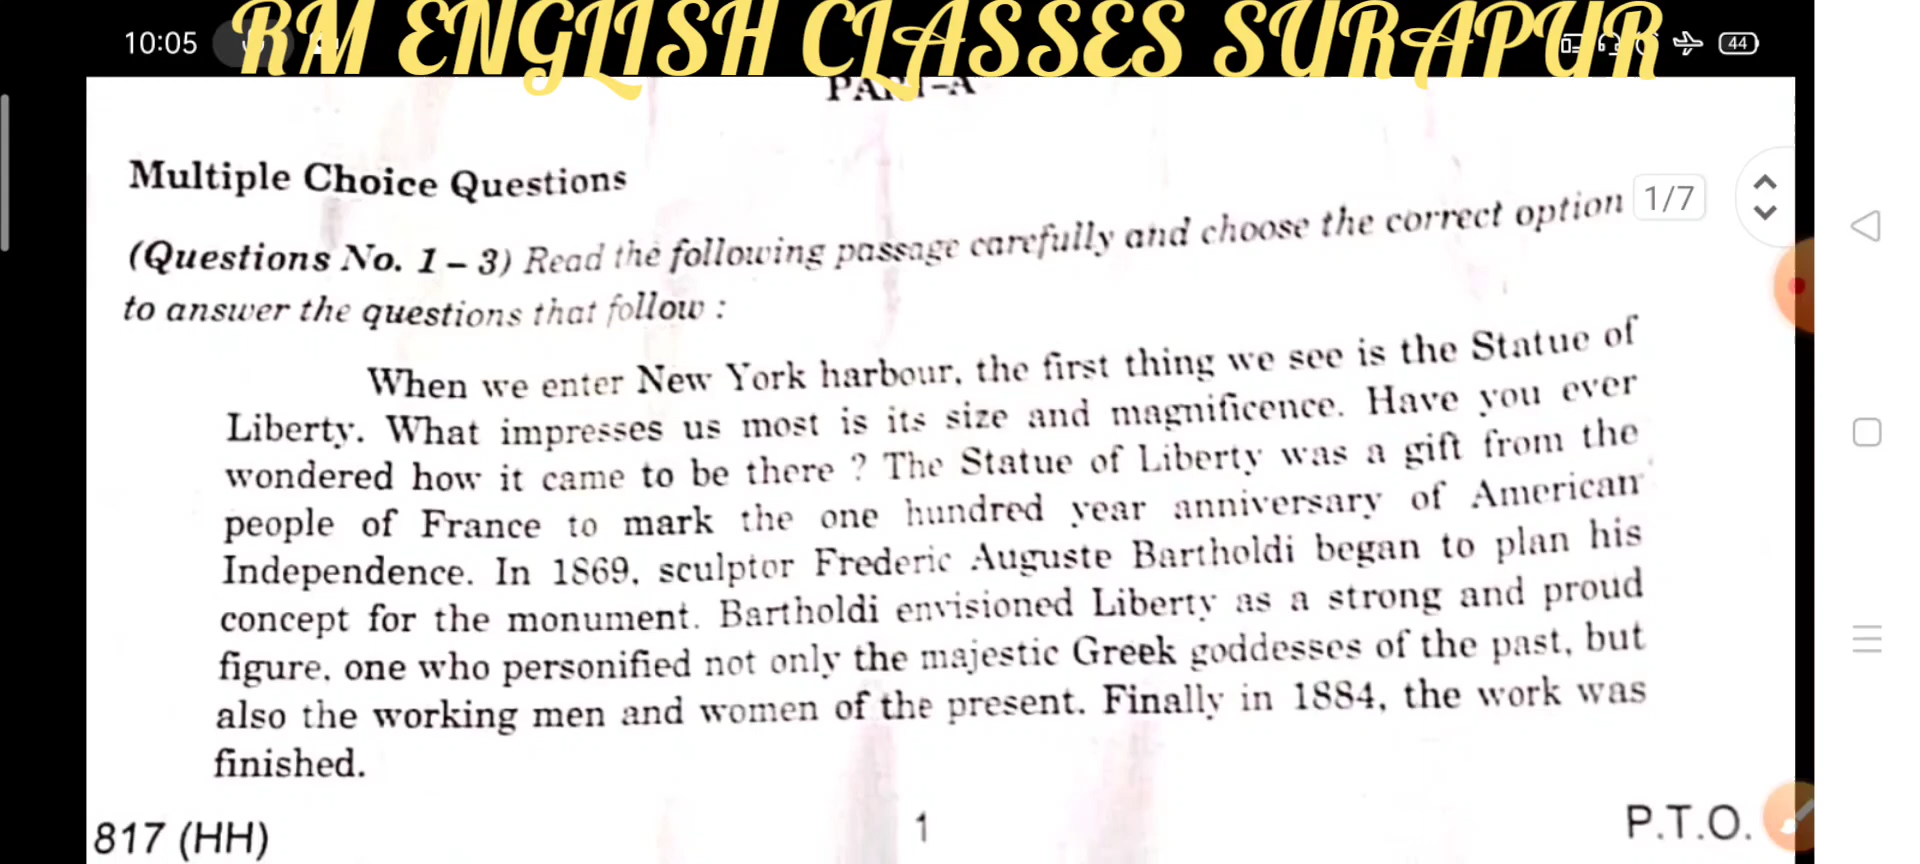 RM ENGLISH CLASSES SURAPUR
10:05
44
PART-A
Multiple Choice Questions
1/7
(Questions No. 1 – 3) Read the following passage carefully and choose the correct option
to answer the questions that follow :
When we enter New York harbour, the first thing we see is the Statue of
Liberty. What impresses us most is its size and magnificence. Have you ever
wondered how it came to be there ? The Statue of Liberty was a gift from the
people of France to mark the one hundred year anniversary of American
Independence. In 1869, sculptor Frederic Auguste Bartholdi began to plan his
concept for the monument. Bartholdi envisioned Liberty as a strong and proud
figure, one who personified not only the majestic Greek goddesses of the past, but
also the working men and women of the present. Finally in 1884, the work was
finished.
817 (HH)
1
P.T.O.